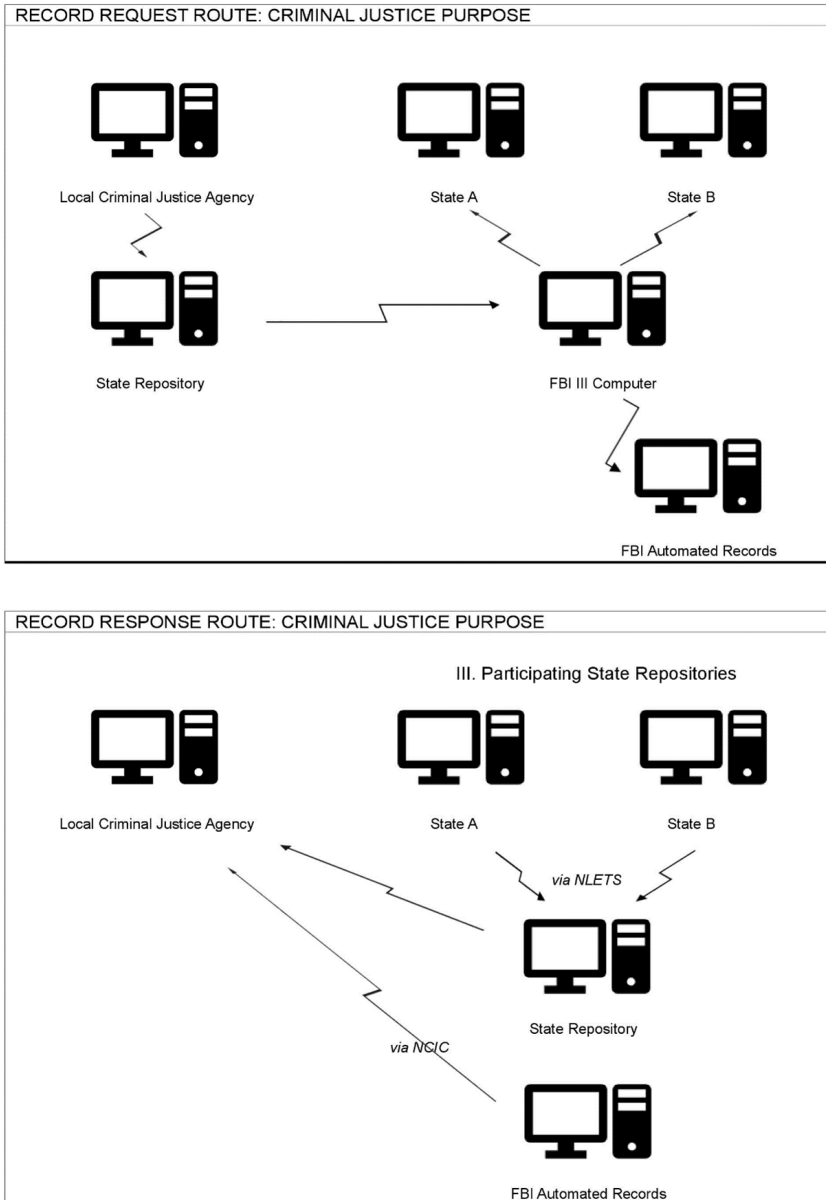 RECORD REQUEST ROUTE: CRIMINAL JUSTICE PURPOSE
Local Criminal Justice Agency
State A
State B
State Repository
FBI III Computer
FBI Automated Records
RECORD RESPONSE ROUTE: CRIMINAL JUSTICE PURPOSE
III. Participating State Repositories
Local Criminal Justice Agency
State A
State B
via NLETS
State Repository
via NCIC
FBI Automated Records